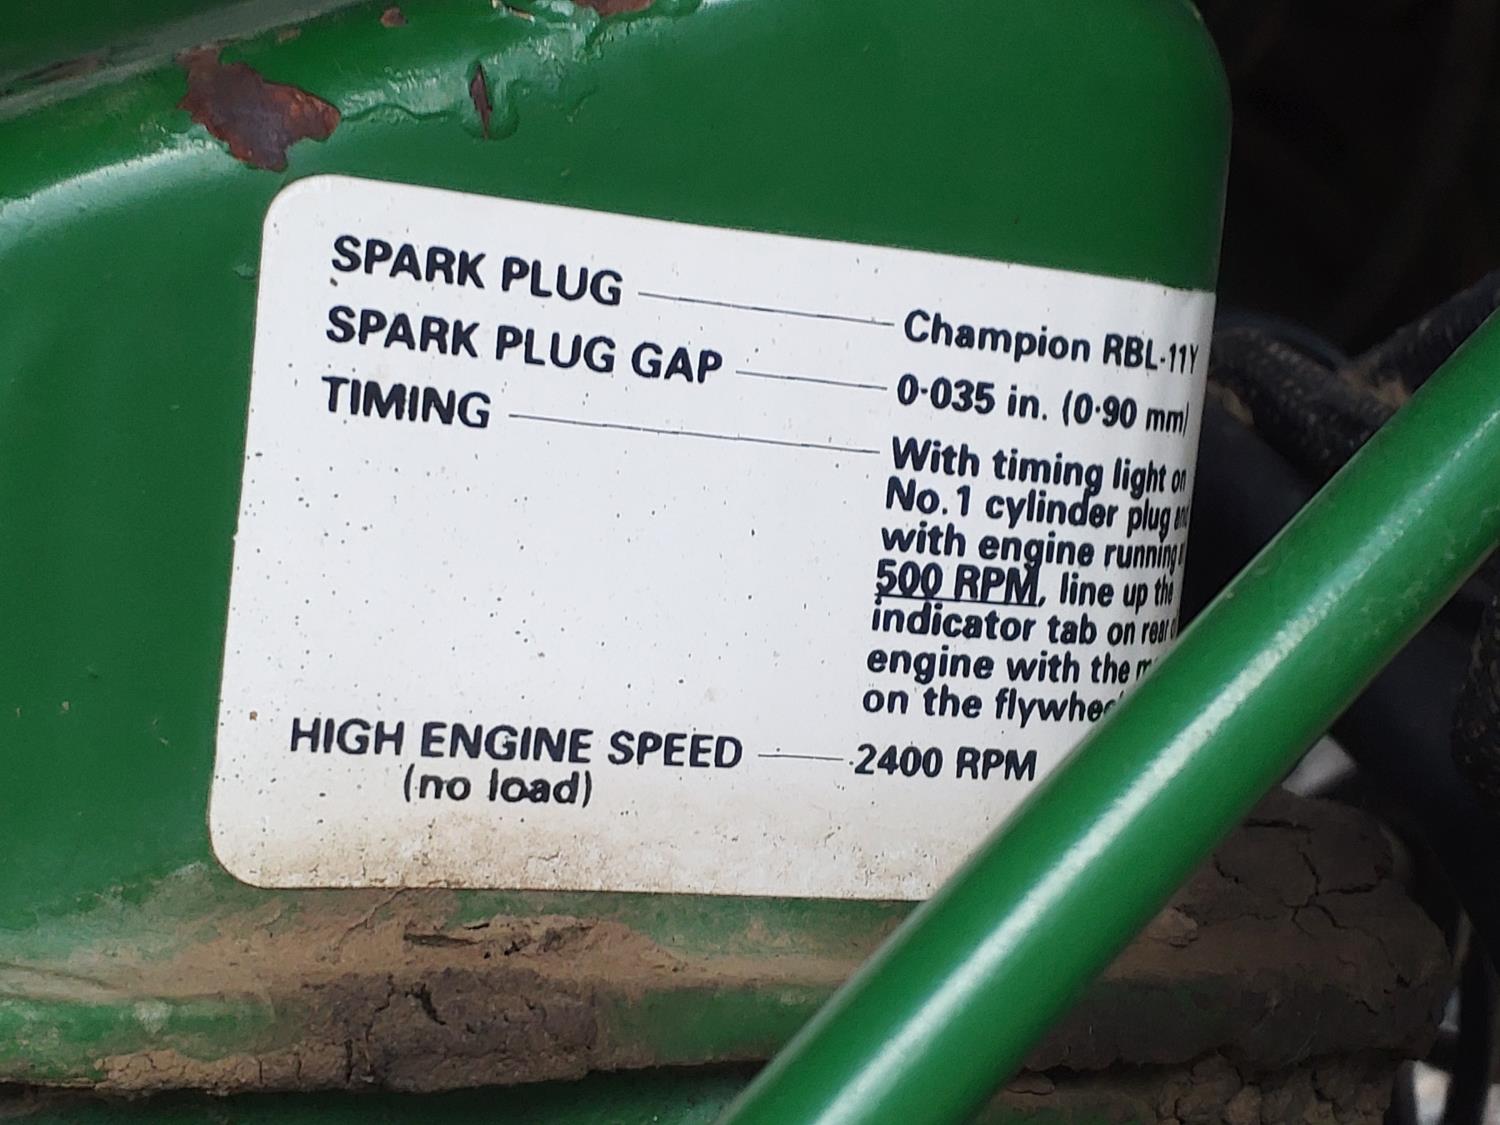 SPARK PLUG Champion RBL-11Y
SPARK PLUG GAP 0·035 in. (0·90 mm)
TIMING With timing light on
No. 1 cylinder plug
with engine running
500 RPM, line up the
indicator tab on rear
engine with the
on the
HIGH ENGINE SPEED 2400 RPM
(no load)